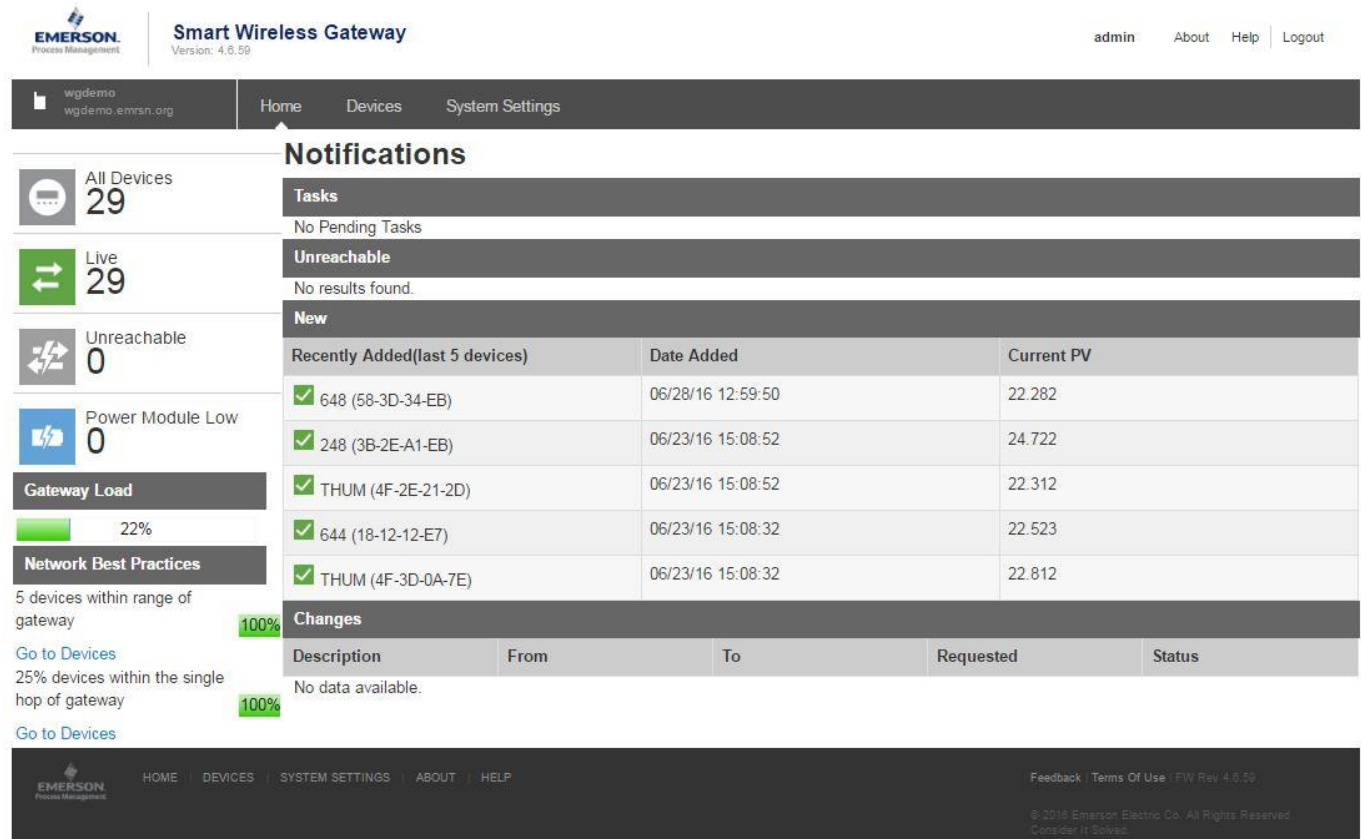 EMERSON.
Process Management
Smart Wireless Gateway
Version: 4.6.59
admin About Help Logout
wgdemo
wgdemo.emrsn.org
Home Devices System Settings
All Devices
29
Live
29
Unreachable
0
Power Module Low
0
Gateway Load
22%
Network Best Practices
5 devices within range of
gateway
100%
Go to Devices
25% devices within the single
hop of gateway
100%
Go to Devices
Notifications
Tasks
No Pending Tasks
Unreachable
No results found.
New
Recently Added(last 5 devices) Date Added Current PV
648 (58-3D-34-EB) 06/28/16 12:59:50 22.282
248 (3B-2E-A1-EB) 06/23/16 15:08:52 24.722
THUM (4F-2E-21-2D) 06/23/16 15:08:52 22.312
644 (18-12-12-E7) 06/23/16 15:08:32 22.523
THUM (4F-3D-0A-7E) 06/23/16 15:08:32 22.812
Changes
Description From To Requested Status
No data available.
EMERSON.
Process Management
HOME | DEVICES | SYSTEM SETTINGS | ABOUT | HELP
Feedback | Terms Of Use | FW Rev 4.6.59
© 2016 Emerson Electric Co. All Rights Reserved.
Consider It Solved.